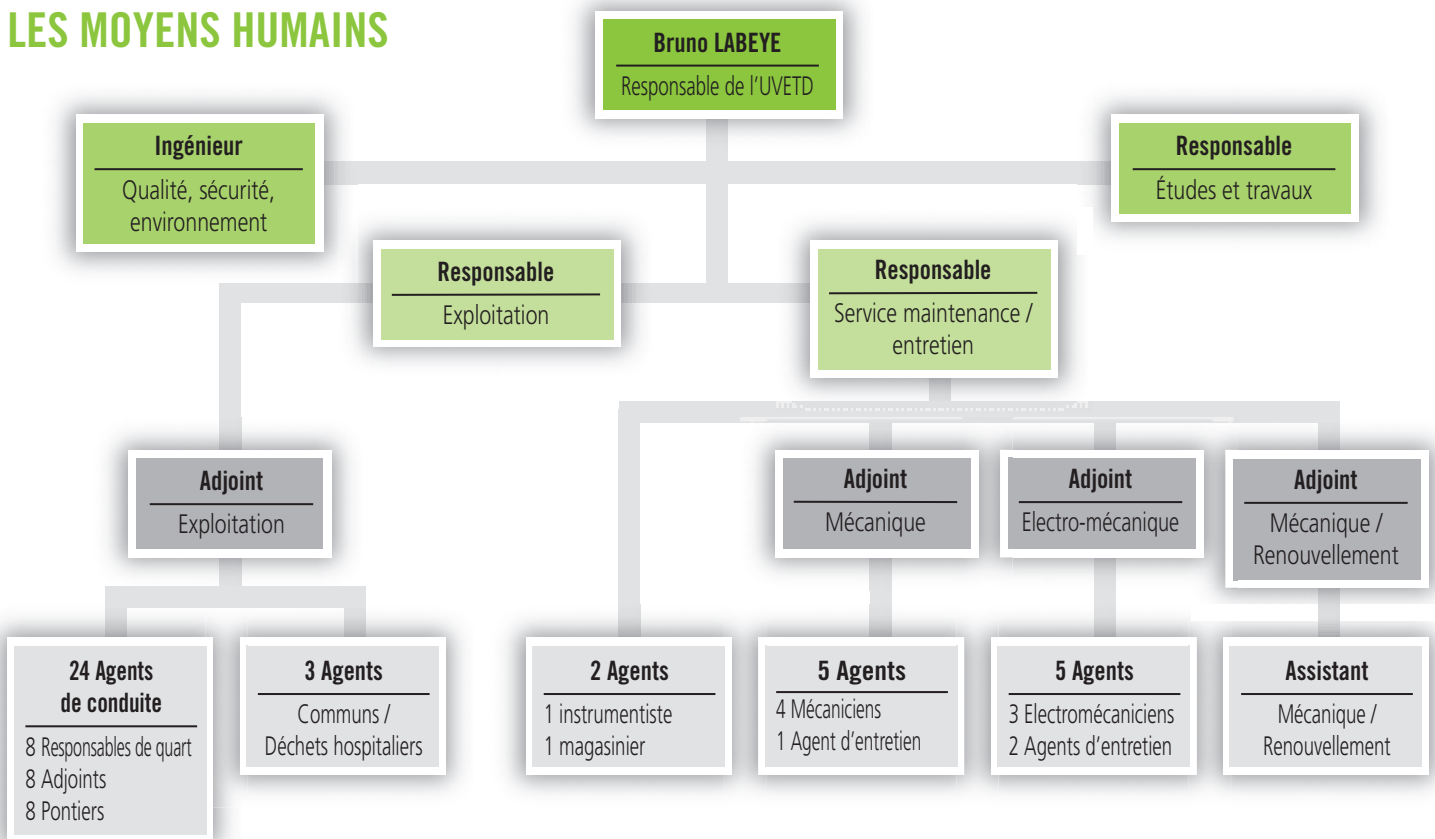 LES MOYENS HUMAINS
Bruno LABEYE
Responsable de l'UVETD
Ingénieur
Qualité, sécurité,
environnement
Responsable
Études et travaux
Responsable
Exploitation
Responsable
Service maintenance /
entretien
Adjoint
Exploitation
Adjoint
Mécanique
Adjoint
Electro-mécanique
Adjoint
Mécanique /
Renouvellement
24 Agents
de conduite
8 Responsables de quart
8 Adjoints
8 Pontiers
3 Agents
Communs /
Déchets hospitaliers
2 Agents
1 instrumentiste
1 magasinier
5 Agents
4 Mécaniciens
1 Agent d'entretien
5 Agents
3 Electromécaniciens
2 Agents d'entretien
Assistant
Mécanique /
Renouvellement